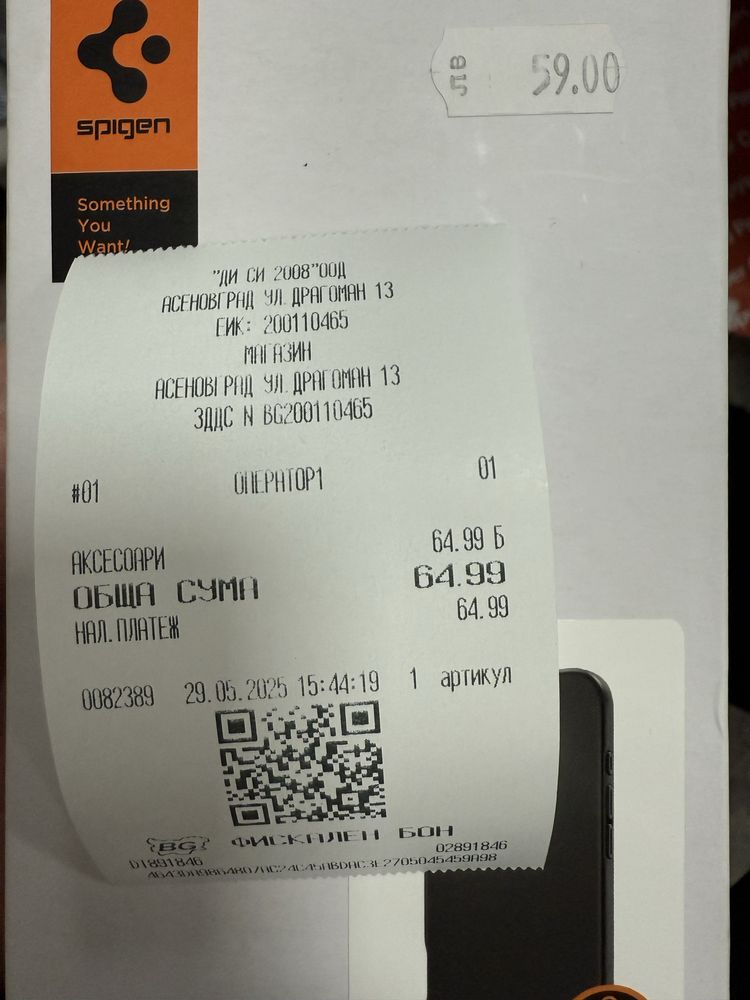 spigen
Something
You
Want!
ЛВ 59.00
"ДИ СИ 2008"ООД
АСЕНОВГРАД УЛ.ДРАГОМАН 13
ЕИК: 200110465
МАГАЗИН
АСЕНОВГРАД УЛ.ДРАГОМАН 13
ЗДДС N BG200110465
#01 ОПЕРАТОР1 01
АКСЕСОАРИ 64.99 Б
ОБЩА СУМА 64.99
НАЛ.ПЛАТЕЖ 64.99
0082389 29.05.2025 15:44:19 1 артикул
BG ФИСКАЛЕН БОН
DI891846 02891846